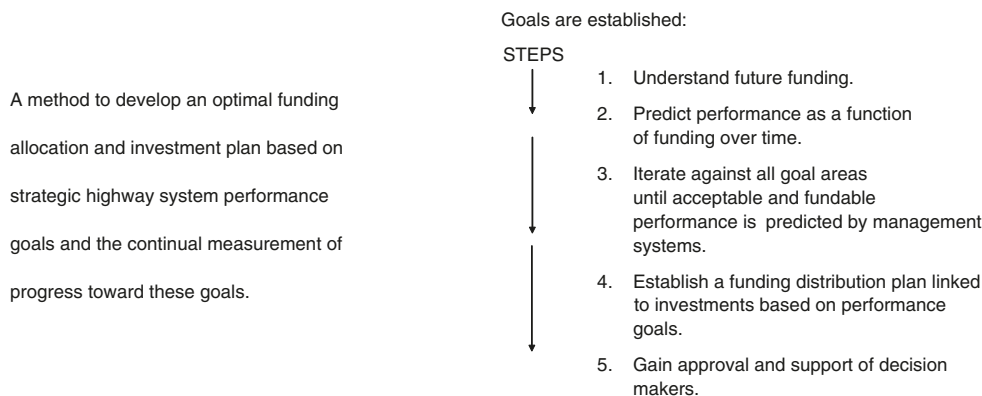 A method to develop an optimal funding
allocation and investment plan based on
strategic highway system performance
goals and the continual measurement of
progress toward these goals.
Goals are established:
STEPS
1. Understand future funding.
2. Predict performance as a function
of funding over time.
3. Iterate against all goal areas
until acceptable and fundable
performance is predicted by management
systems.
4. Establish a funding distribution plan linked
to investments based on performance
goals.
5. Gain approval and support of decision
makers.